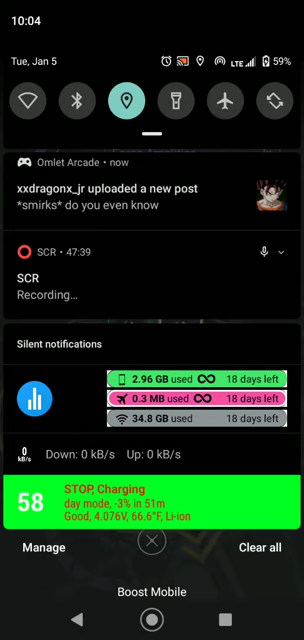 10:04
Tue, Jan 5
LTE 59%
Omlet Arcade • now
xxdragonx_jr uploaded a new post
*smirks* do you even know
SCR • 47:39
SCR
Recording...
Silent notifications
2.96 GB used ∞ 18 days left
0.3 MB used ∞ 18 days left
34.8 GB used 18 days left
0 kB/s
Down: 0 kB/s Up: 0 kB/s
58
STOP, Charging
day mode, -3% in 51m
Good, 4.076V, 66.6°F, Li-ion
Manage
Clear all
Boost Mobile